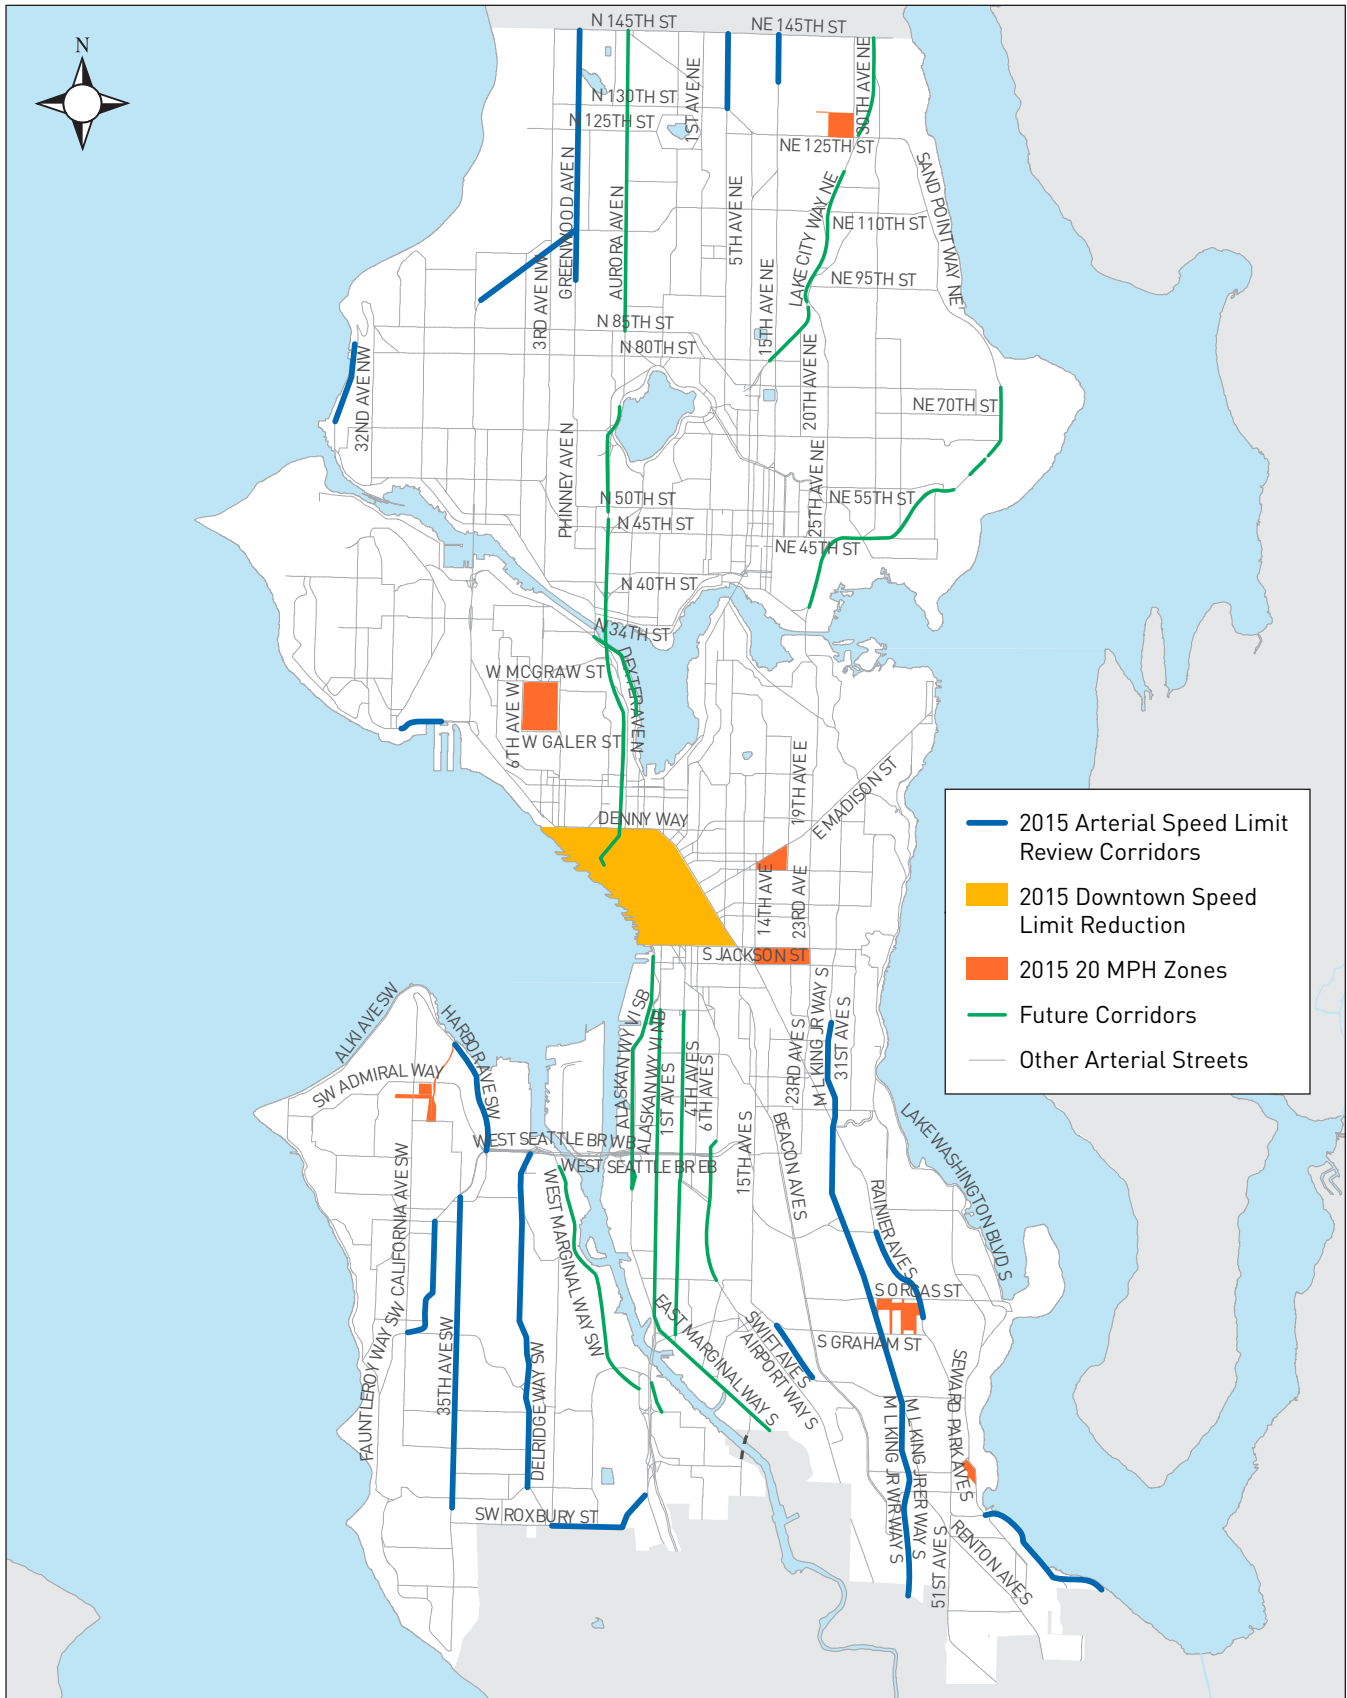 N
N 145TH ST
NE 145TH ST
1ST AVE NE
30TH AVE NE
N 130TH ST
N 125TH ST
NE 125TH ST
GREENWOOD AVE N
AURORA AVE N
5TH AVE NE
LAKE CITY WAY NE
SAND POINT WAY NE
NE 110TH ST
3RD AVE NW
15TH AVE NE
NE 95TH ST
N 85TH ST
N 80TH ST
20TH AVE NE
32ND AVE NW
NE 70TH ST
PHINNEY AVE N
25TH AVE NE
N 50TH ST
NE 55TH ST
N 45TH ST
NE 45TH ST
N 40TH ST
N 34TH ST
DEXTER AVE N
W MCGRAW ST
6TH AVE W
W GALER ST
19TH AVE E
E MADISON ST
DENNY WAY
14TH AVE
23RD AVE
S JACKSON ST
2015 Arterial Speed Limit
Review Corridors
2015 Downtown Speed
Limit Reduction
2015 20 MPH Zones
Future Corridors
Other Arterial Streets
ALKI AVE SW
HARBOR AVE SW
SW ADMIRAL WAY
ALASKAN WY VI SB
ALASKAN WY VI NB
1ST AVE S
4TH AVE S
6TH AVE S
23RD AVE S
M L KING JR WAY S
31ST AVE S
WEST SEATTLE BR WB
WEST SEATTLE BR EB
15TH AVE S
BEACON AVE S
LAKE WASHINGTON BLVD S
CALIFORNIA AVE SW
WEST MARGINAL WAY SW
RAINIER AVE S
S ORCAS ST
FAUNTLEROY WAY SW
35TH AVE SW
DELRIDGE WAY SW
EAST MARGINAL WAY S
SWIFT AVE S
AIRPORT WAY S
S GRAHAM ST
SEWARD PARK AVE S
M L KING JR WR WAY S
M L KING JR ER WAY S
SW ROXBURY ST
51ST AVE S
RENTON AVE S